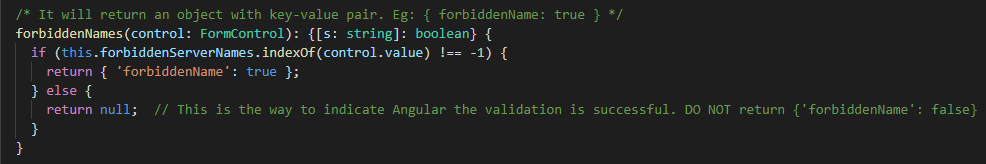 /* It will return an object with key-value pair. Eg: { forbiddenName: true } */
forbiddenNames(control: FormControl): {[s: string]: boolean} {
if (this.forbiddenServerNames.indexOf(control.value) !== -1) {
return { 'forbiddenName': true };
} else {
return null;  // This is the way to indicate Angular the validation is successful. DO NOT return {'forbiddenName': false}
}
}